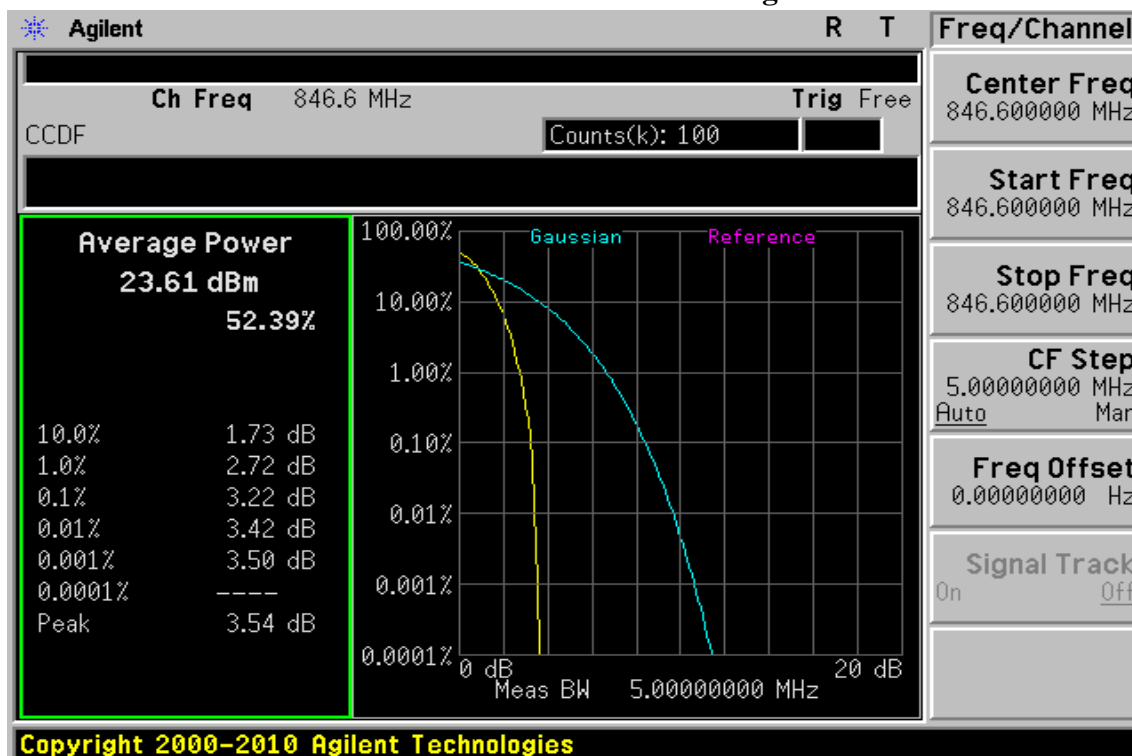 Agilent R T
Freq/Channel
Ch Freq 846.6 MHz Trig Free
CCDF Counts(k): 100
Center Freq
846.600000 MHz
Start Freq
846.600000 MHz
Stop Freq
846.600000 MHz
CF Step
5.00000000 MHz
Auto Man
Freq Offset
0.00000000 Hz
Signal Track
On Off
Average Power
23.61 dBm
52.39%
10.0% 1.73 dB
1.0% 2.72 dB
0.1% 3.22 dB
0.01% 3.42 dB
0.001% 3.50 dB
0.0001% ----
Peak 3.54 dB
Gaussian Reference
100.00%
10.00%
1.00%
0.10%
0.01%
0.001%
0.0001%
0 dB 20 dB
Meas BW 5.00000000 MHz
Copyright 2000-2010 Agilent Technologies